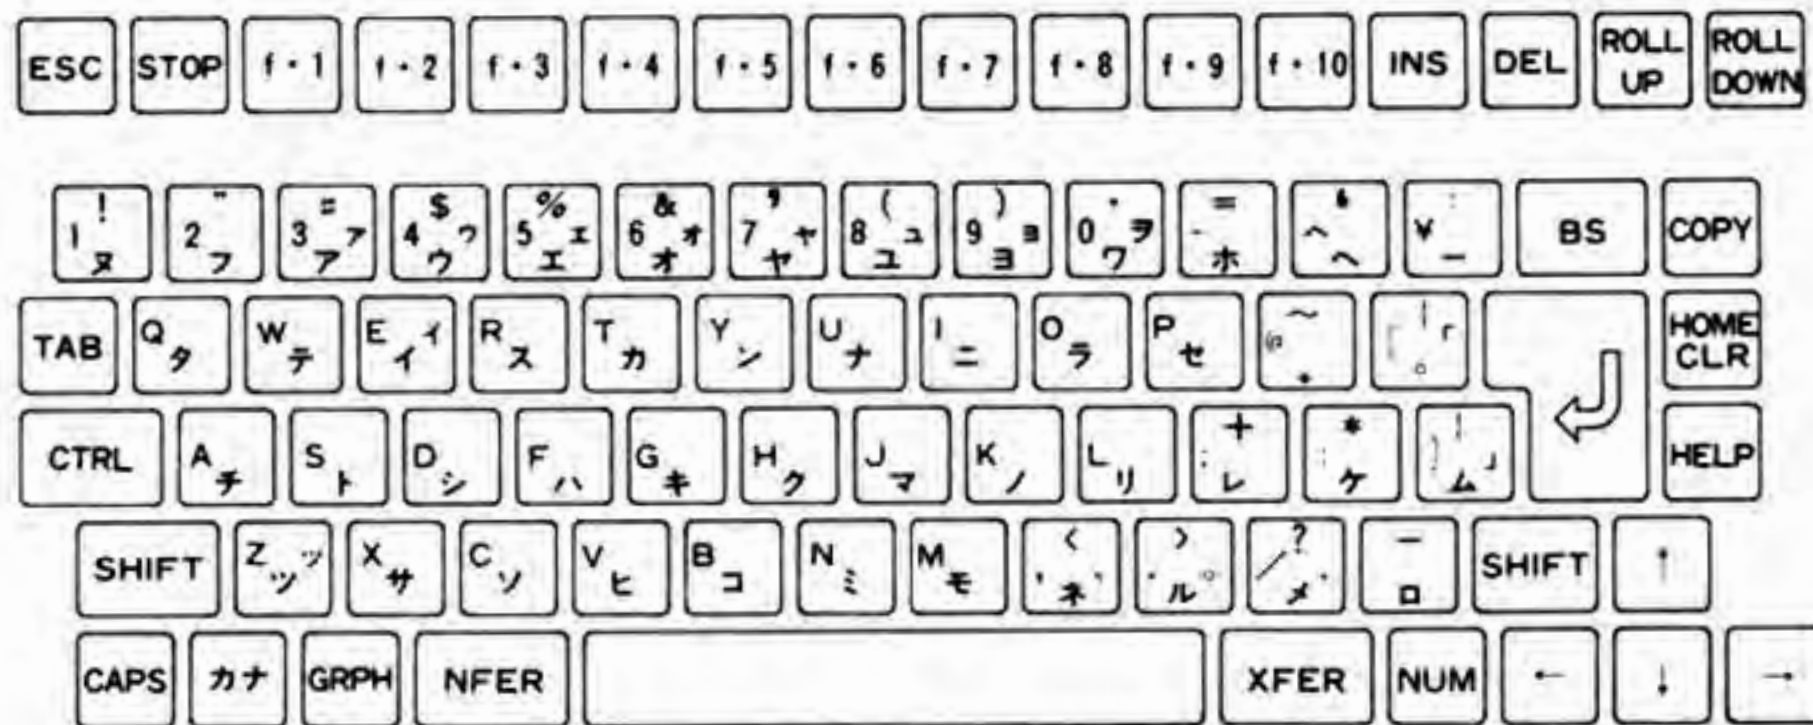 ESC STOP f・1 f・2 f・3 f・4 f・5 f・6 f・7 f・8 f・9 f・10 INS DEL ROLL UP ROLL DOWN
! 1 ヌ " 2 フ # 3 ァ ア $ 4 ゥ ウ % 5 ェ エ & 6 ォ オ ' 7 ャ ヤ ( 8 ュ ユ ) 9 ョ ヨ 0 ヲ ワ = - ホ ^ ヘ ¥ ー BS COPY
TAB Q タ W テ E ィ イ R ス T カ Y ン U ナ I ニ O ラ P セ ~ @ ゛ 「 ゜ HOME CLR
CTRL A チ S ト D シ F ハ G キ H ク J マ K ノ L リ + ; レ * : ケ 」 ム HELP
SHIFT Z ッ ツ X サ C ソ V ヒ B コ N ミ M モ < ネ > ル ? / メ _ ロ SHIFT ↑
CAPS カナ GRPH NFER XFER NUM ← ↓ →